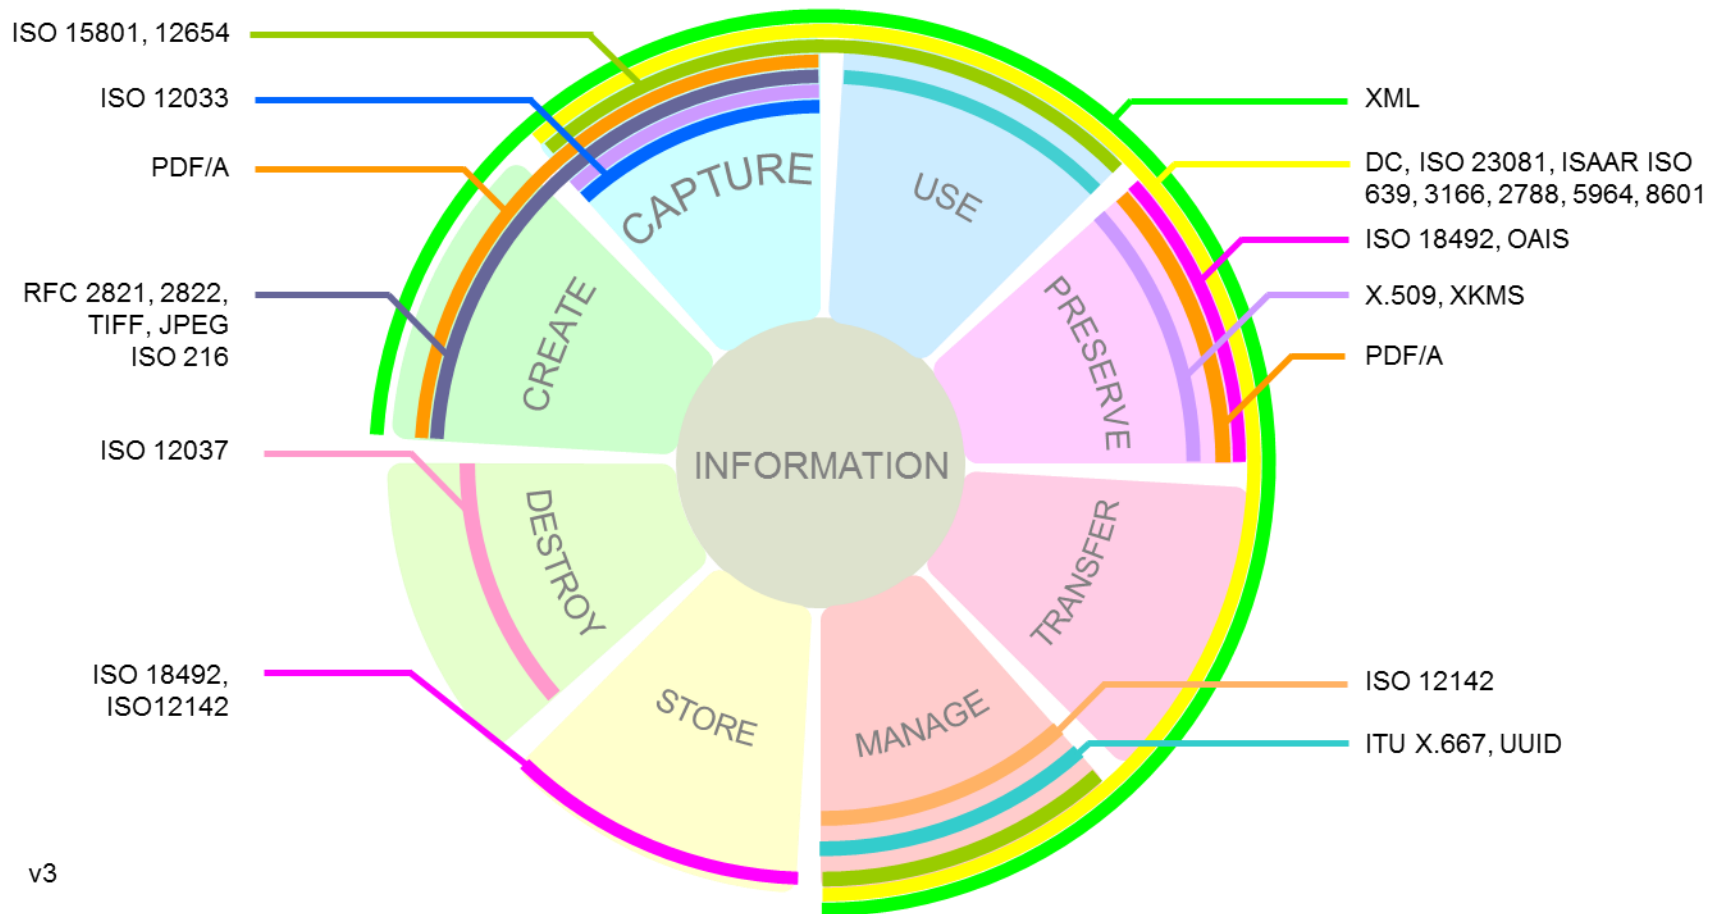 ISO 15801, 12654
ISO 12033
PDF/A
RFC 2821, 2822,
TIFF, JPEG
ISO 216
ISO 12037
ISO 18492,
ISO12142
CAPTURE
USE
PRESERVE
TRANSFER
MANAGE
STORE
DESTROY
CREATE
INFORMATION
XML
DC, ISO 23081, ISAAR ISO
639, 3166, 2788, 5964, 8601
ISO 18492, OAIS
X.509, XKMS
PDF/A
ISO 12142
ITU X.667, UUID
v3